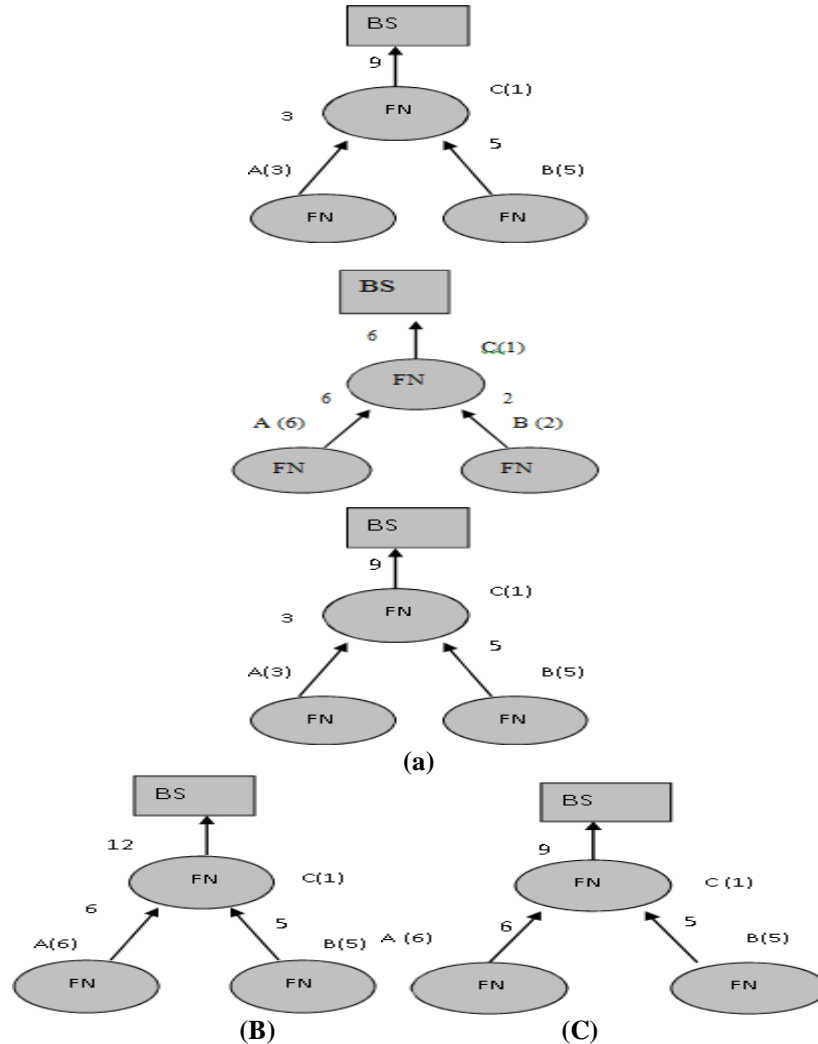 BS
9
C(1)
FN
3
5
A(3)
B(5)
FN
FN
BS
6
C(1)
FN
6
2
A (6)
B (2)
FN
FN
BS
9
C(1)
FN
3
5
A(3)
B(5)
FN
FN
(a)
BS
12
FN
C(1)
6
5
A(6)
B(5)
FN
FN
(B)
BS
9
FN
C (1)
6
5
A (6)
B(5)
FN
FN
(C)